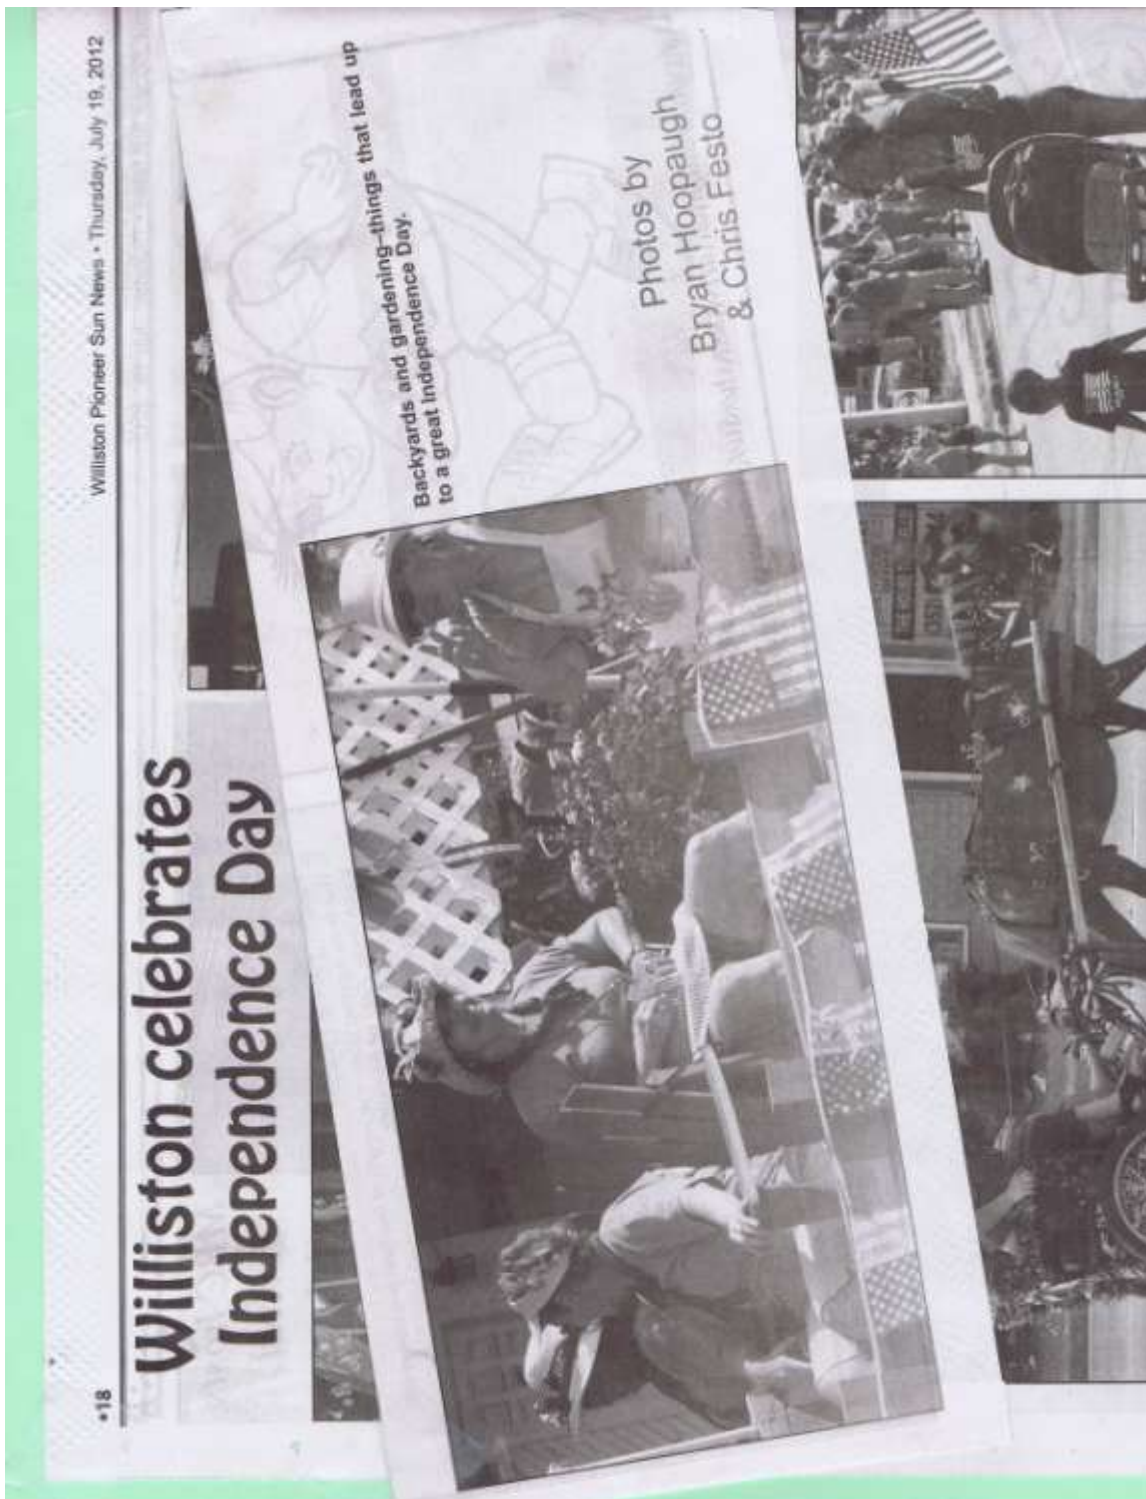 •18
Williston Pioneer Sun News • Thursday, July 19, 2012
Williston celebrates
Independence Day
Backyards and gardening–things that lead up
to a great Independence Day.
Photos by
Bryan Hoopaugh
& Chris Festo